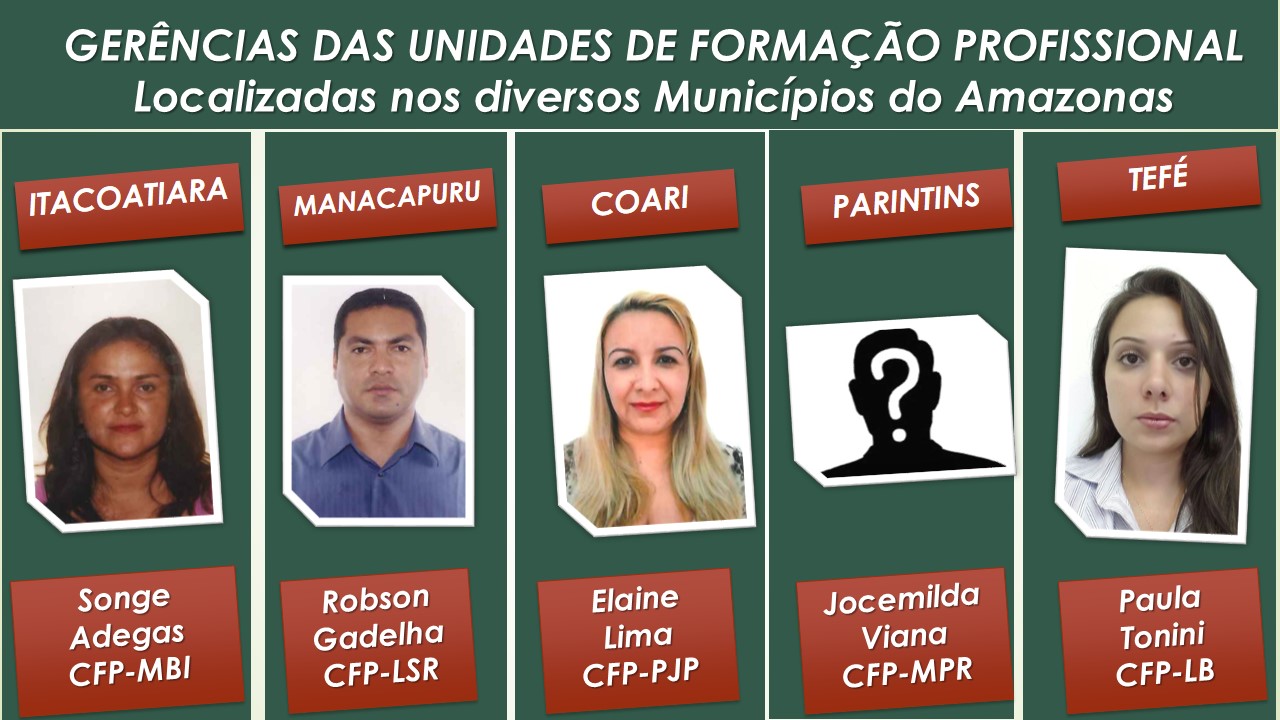 GERÊNCIAS DAS UNIDADES DE FORMAÇÃO PROFISSIONAL
Localizadas nos diversos Municípios do Amazonas
ITACOATIARA
MANACAPURU
COARI
PARINTINS
TEFÉ
?
Songe
Adegas
CFP-MBI
Robson
Gadelha
CFP-LSR
Elaine
Lima
CFP-PJP
Jocemilda
Viana
CFP-MPR
Paula
Tonini
CFP-LB